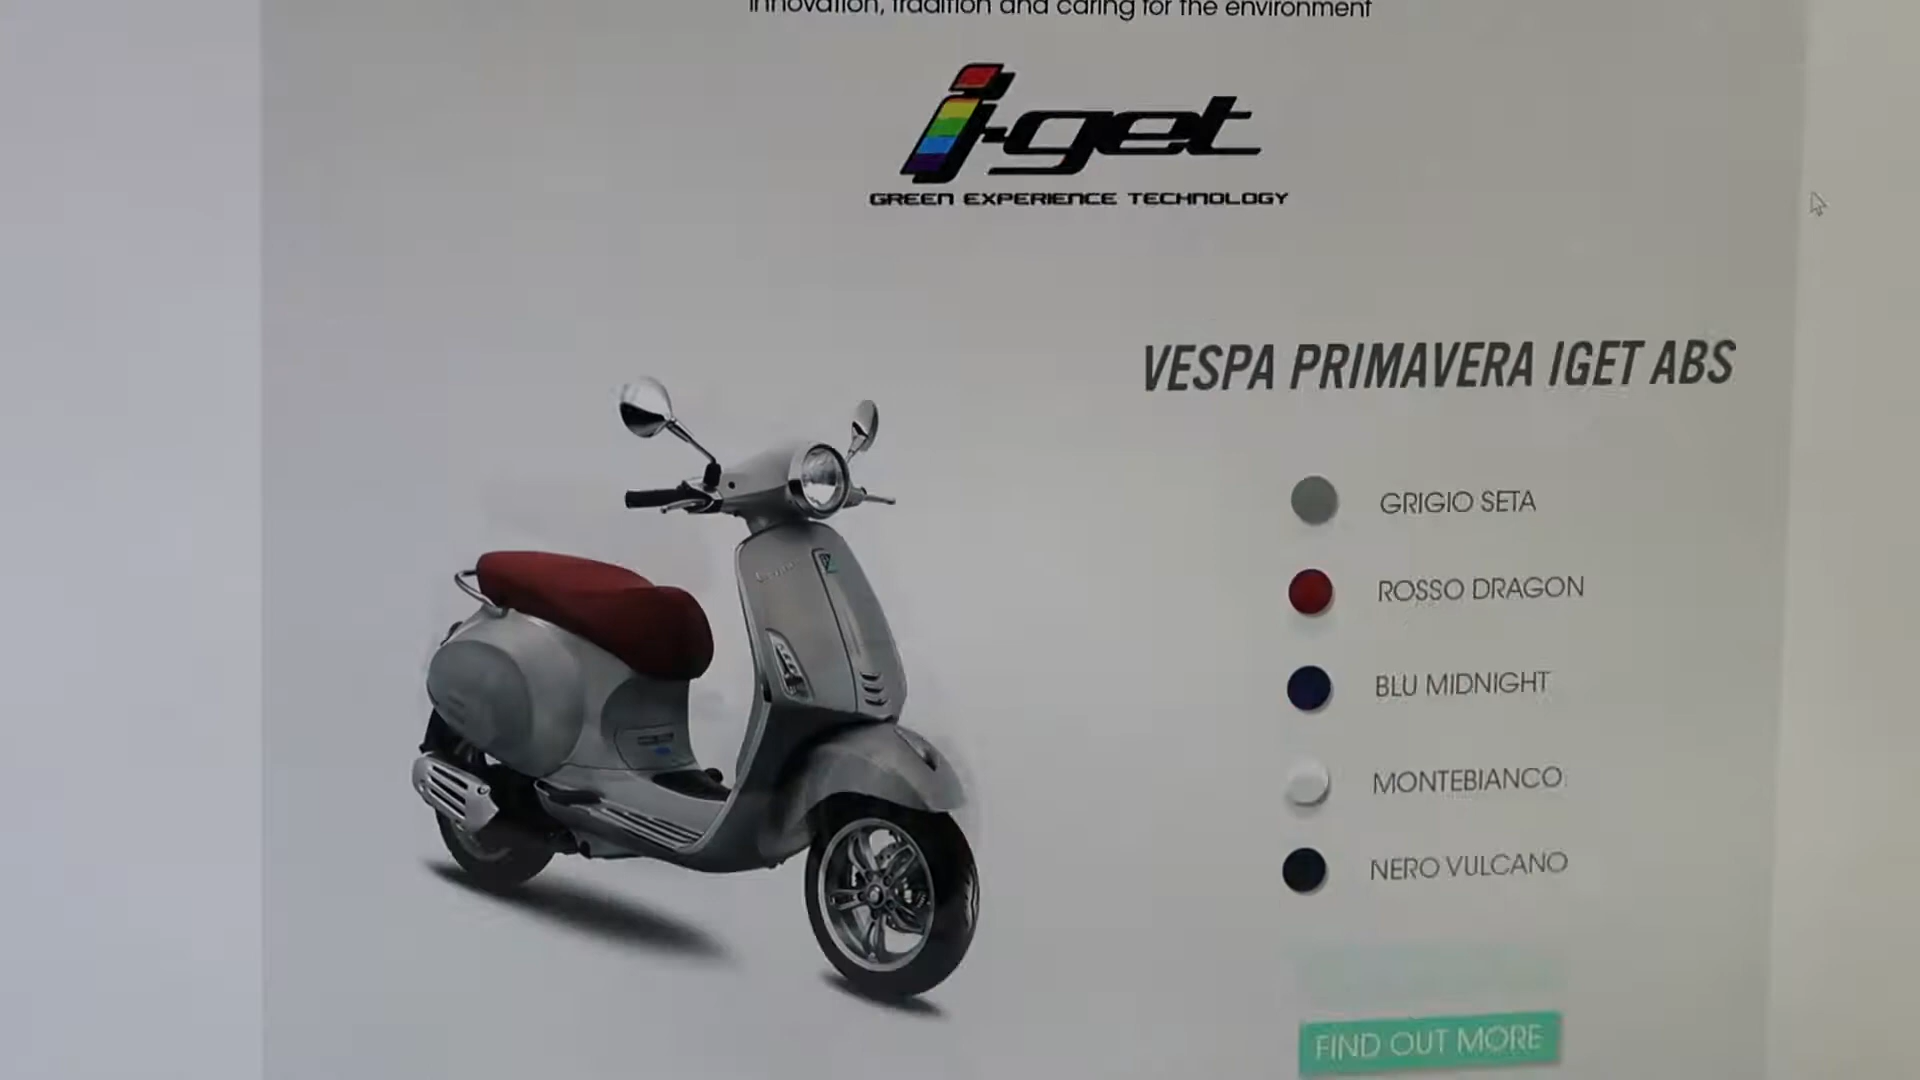 innovation, tradition and caring for the environment
i-get
GREEN EXPERIENCE TECHNOLOGY
VESPA PRIMAVERA IGET ABS
GRIGIO SETA
ROSSO DRAGON
BLU MIDNIGHT
MONTEBIANCO
NERO VULCANO
FIND OUT MORE